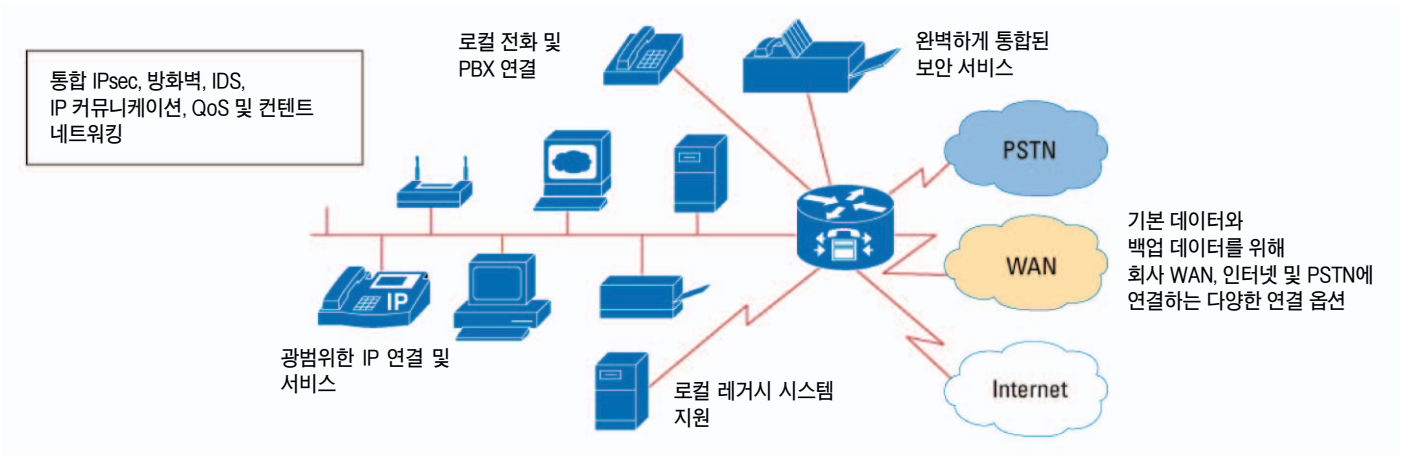 통합 IPsec, 방화벽, IDS,
IP 커뮤니케이션, QoS 및 컨텐트
네트워킹
로컬 전화 및
PBX 연결
완벽하게 통합된
보안 서비스
PSTN
WAN
기본 데이터와
백업 데이터를 위해
회사 WAN, 인터넷 및 PSTN에
연결하는 다양한 연결 옵션
IP
광범위한 IP 연결 및
서비스
로컬 레거시 시스템
지원
Internet